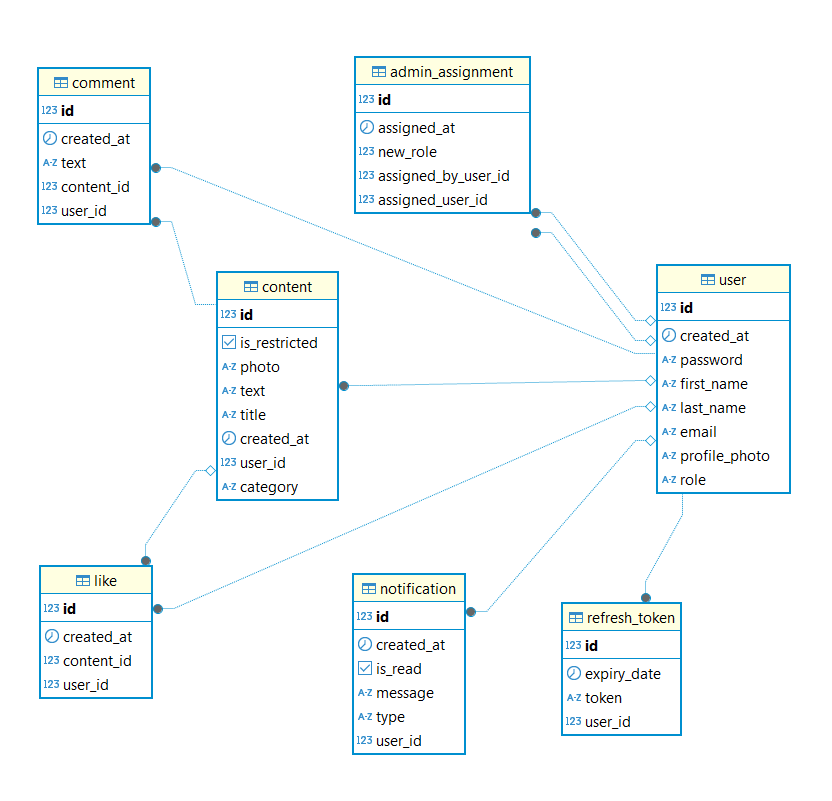 comment
123 id
created_at
A-Z text
123 content_id
123 user_id
admin_assignment
123 id
assigned_at
123 new_role
123 assigned_by_user_id
123 assigned_user_id
content
123 id
is_restricted
A-Z photo
A-Z text
A-Z title
created_at
123 user_id
A-Z category
user
123 id
created_at
A-Z password
A-Z first_name
A-Z last_name
A-Z email
A-Z profile_photo
A-Z role
like
123 id
created_at
123 content_id
123 user_id
notification
123 id
created_at
is_read
A-Z message
A-Z type
123 user_id
refresh_token
123 id
expiry_date
A-Z token
123 user_id